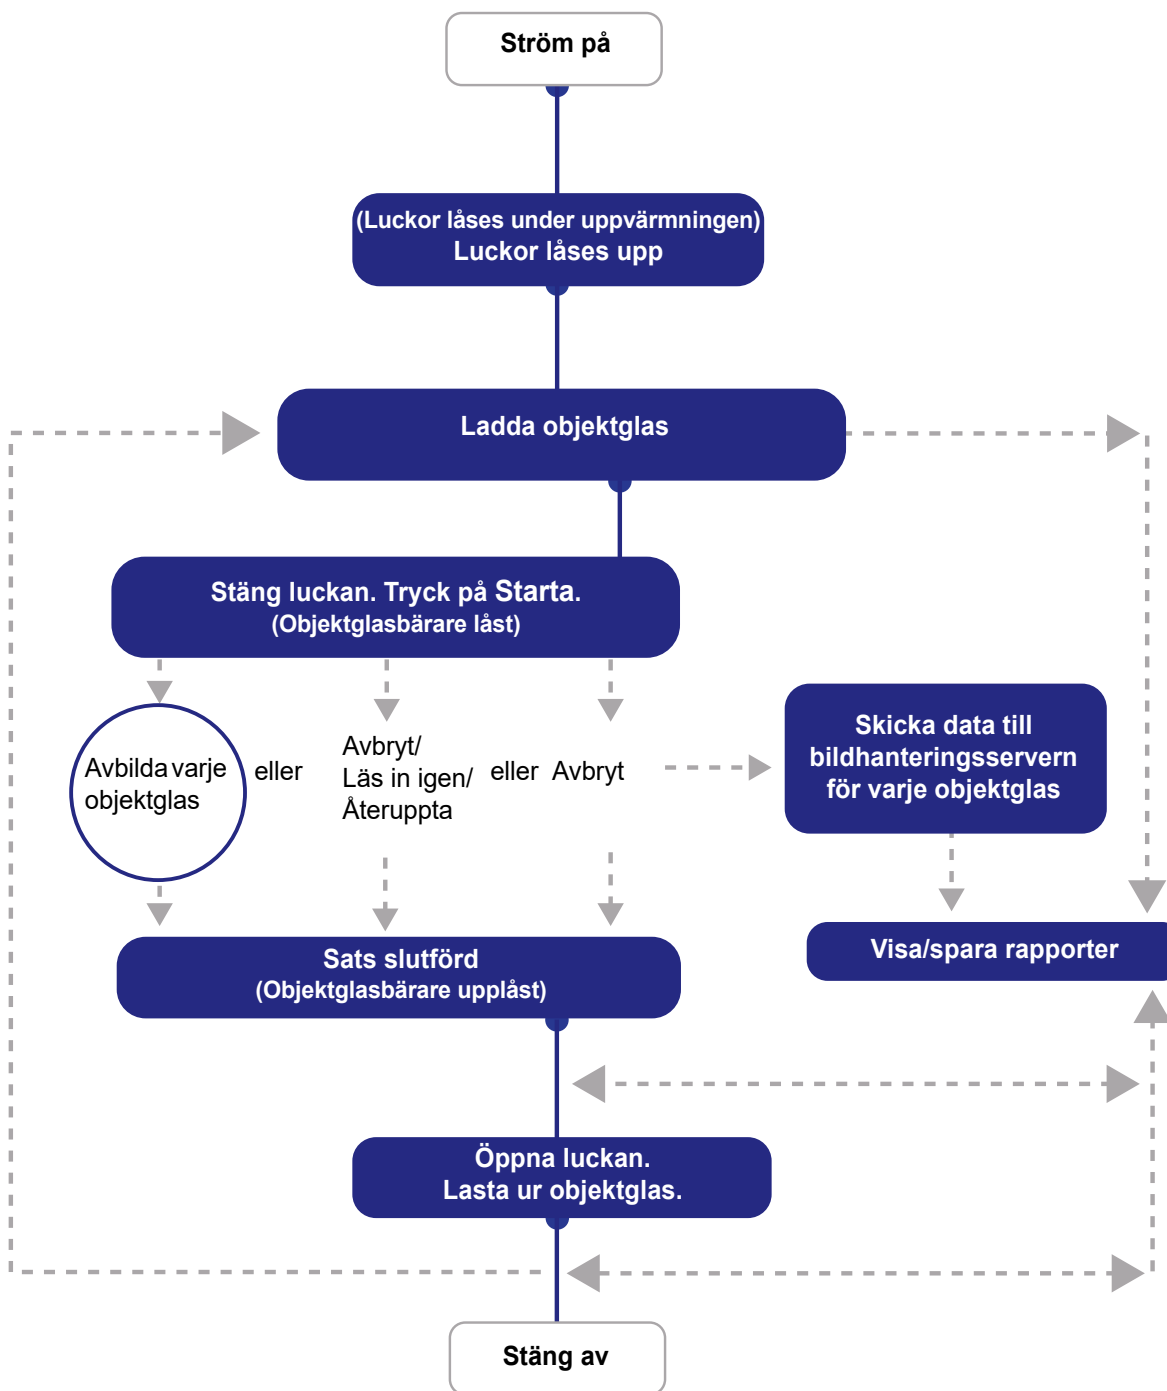 Ström på
(Luckor låses under uppvärmningen)
Luckor låses upp
Ladda objektglas
Stäng luckan. Tryck på Starta.
(Objektglasbärare låst)
Avbilda varje
objektglas
eller
Avbryt/
Läs in igen/
Återuppta
eller Avbryt
Skicka data till
bildhanteringsservern
för varje objektglas
Sats slutförd
(Objektglasbärare upplåst)
Visa/spara rapporter
Öppna luckan.
Lasta ur objektglas.
Stäng av